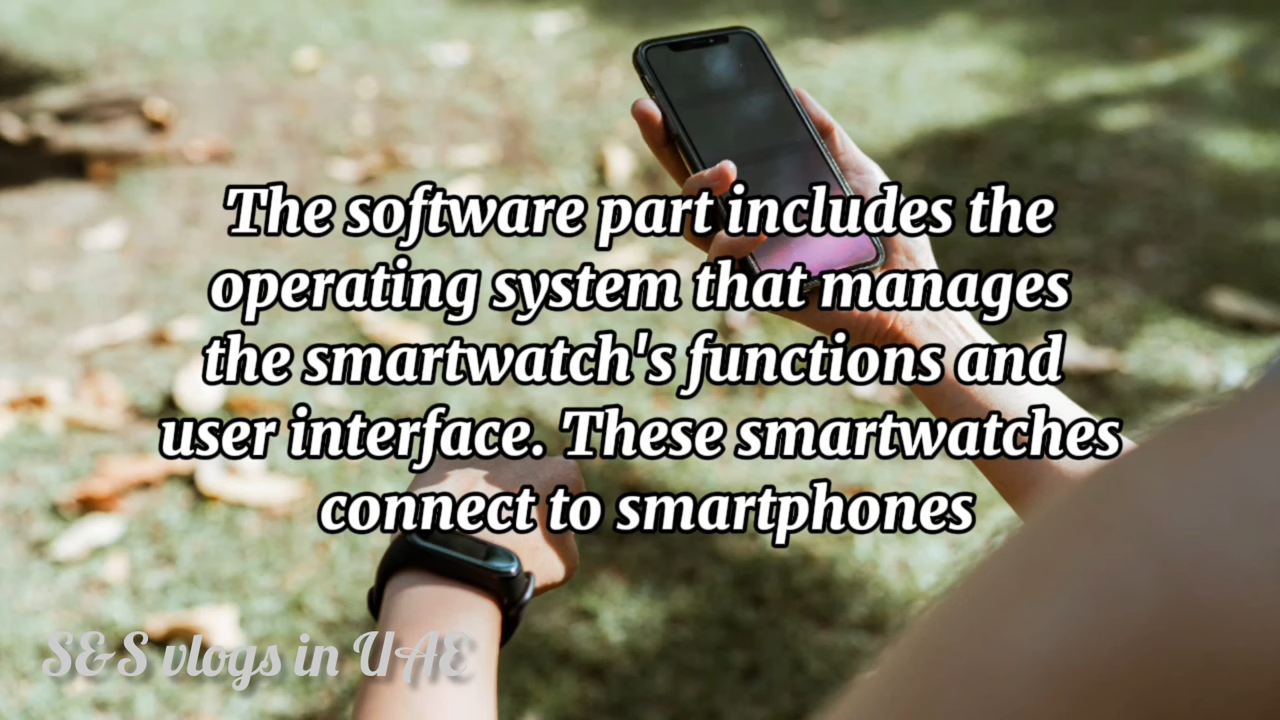 The software part includes the
operating system that manages
the smartwatch's functions and
user interface. These smartwatches
connect to smartphones
S&S vlogs in UAE